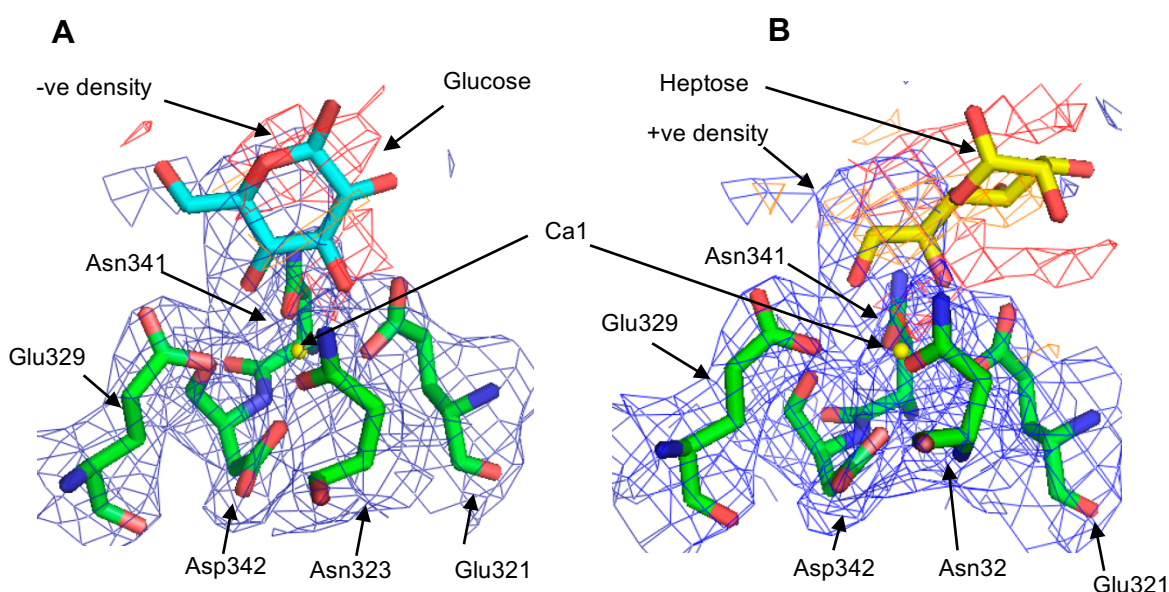 A
B
-ve density
Glucose
Heptose
+ve density
Ca1
Asn341
Asn341
Glu329
Glu329
Asp342
Asn323
Glu321
Asp342
Asn32
Glu321